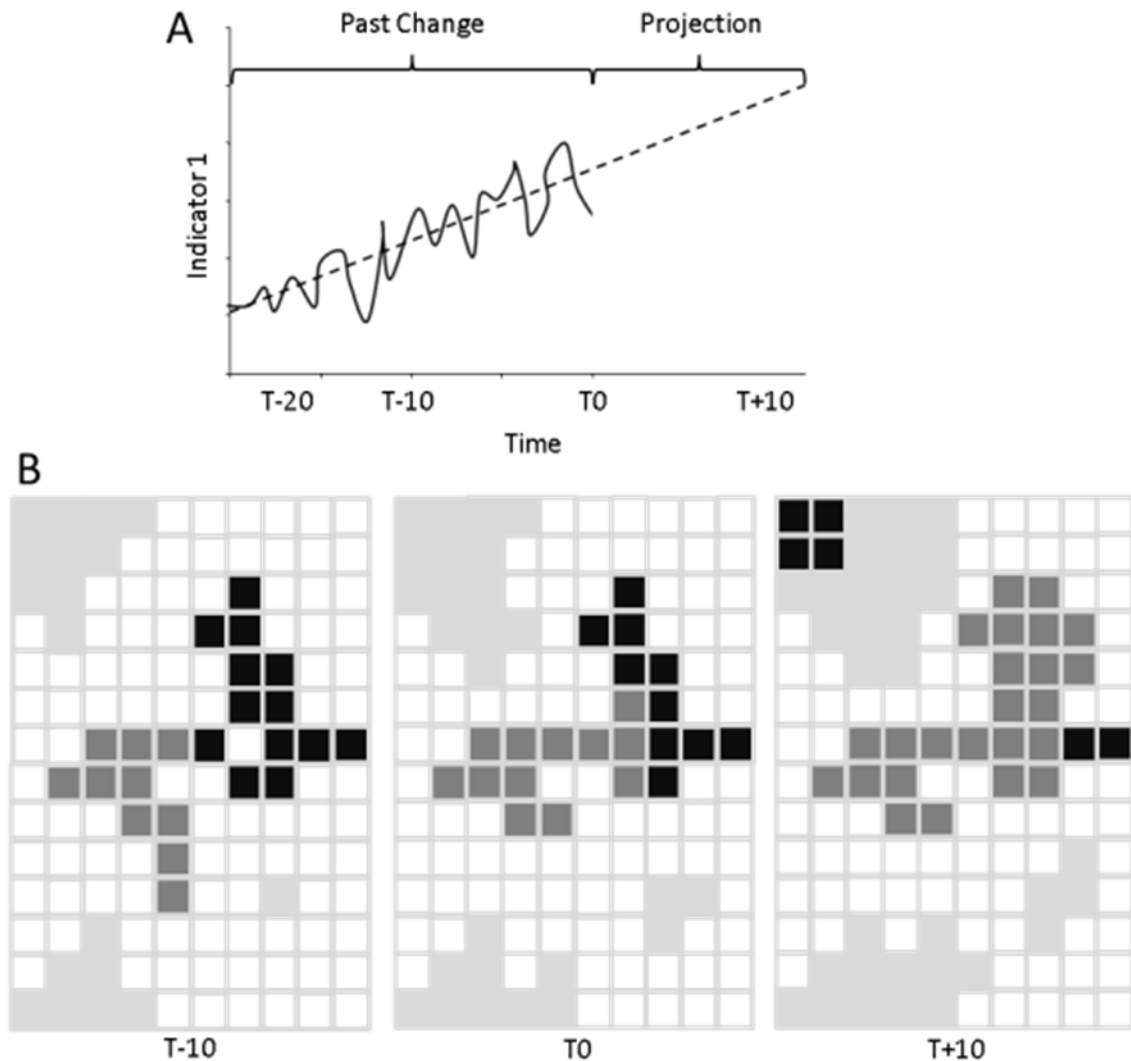 A
Past Change
Projection
Indicator 1
T-20
T-10
T0
T+10
Time
B
T-10
T0
T+10